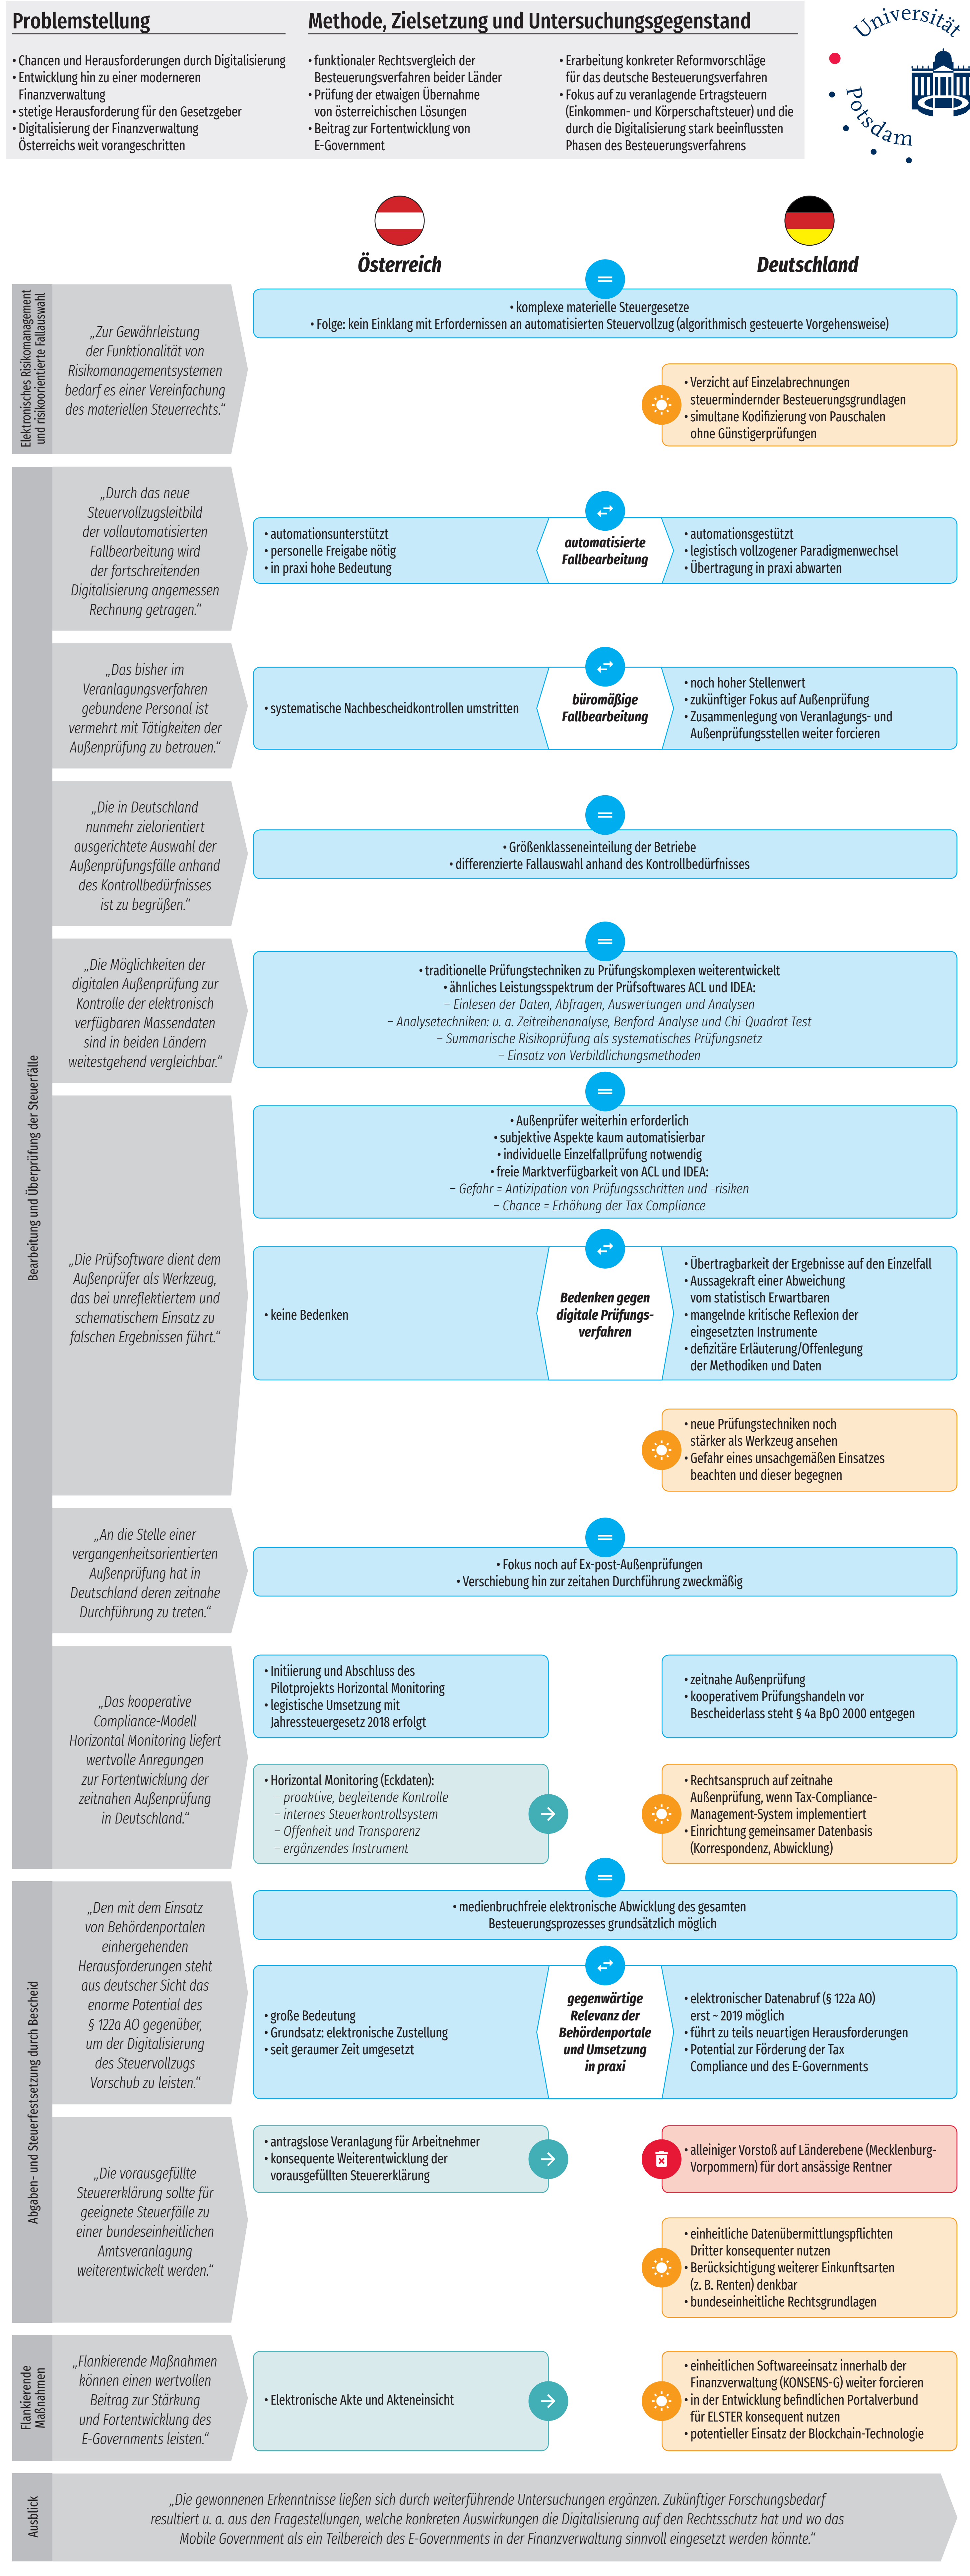 Problemstellung
• Chancen und Herausforderungen durch Digitalisierung
• Entwicklung hin zu einer moderneren
Finanzverwaltung
• stetige Herausforderung für den Gesetzgeber
• Digitalisierung der Finanzverwaltung
Österreichs weit vorangeschritten
Methode, Zielsetzung und Untersuchungsgegenstand
• funktionaler Rechtsvergleich der
Besteuerungsverfahren beider Länder
• Prüfung der etwaigen Übernahme
von österreichischen Lösungen
• Beitrag zur Fortentwicklung von
E-Government
• Erarbeitung konkreter Reformvorschläge
für das deutsche Besteuerungsverfahren
• Fokus auf zu veranlagende Ertragsteuern
(Einkommen- und Körperschaftsteuer) und die
durch die Digitalisierung stark beeinflussten
Phasen des Besteuerungsverfahrens
Universität
Potsdam
Österreich
Deutschland
Elektronisches Risikomanagement
und risikoorientierte Fallauswahl
„Zur Gewährleistung
der Funktionalität von
Risikomanagementsystemen
bedarf es einer Vereinfachung
des materiellen Steuerrechts.“
• komplexe materielle Steuergesetze
• Folge: kein Einklang mit Erfordernissen an automatisierten Steuervollzug (algorithmisch gesteuerte Vorgehensweise)
• Verzicht auf Einzelabrechnungen
steuermindernder Besteuerungsgrundlagen
• simultane Kodifizierung von Pauschalen
ohne Günstigerprüfungen
Bearbeitung und Überprüfung der Steuerfälle
„Durch das neue
Steuervollzugsleitbild
der vollautomatisierten
Fallbearbeitung wird
der fortschreitenden
Digitalisierung angemessen
Rechnung getragen.“
• automationsunterstützt
• personelle Freigabe nötig
• in praxi hohe Bedeutung
automatisierte
Fallbearbeitung
• automationsgestützt
• legistisch vollzogener Paradigmenwechsel
• Übertragung in praxi abwarten
„Das bisher im
Veranlagungsverfahren
gebundene Personal ist
vermehrt mit Tätigkeiten der
Außenprüfung zu betrauen.“
• systematische Nachbescheidkontrollen umstritten
büromäßige
Fallbearbeitung
• noch hoher Stellenwert
• zukünftiger Fokus auf Außenprüfung
• Zusammenlegung von Veranlagungs- und
Außenprüfungsstellen weiter forcieren
„Die in Deutschland
nunmehr zielorientiert
ausgerichtete Auswahl der
Außenprüfungsfälle anhand
des Kontrollbedürfnisses
ist zu begrüßen.“
• Größenklasseneinteilung der Betriebe
• differenzierte Fallauswahl anhand des Kontrollbedürfnisses
„Die Möglichkeiten der
digitalen Außenprüfung zur
Kontrolle der elektronisch
verfügbaren Massendaten
sind in beiden Ländern
weitestgehend vergleichbar.“
• traditionelle Prüfungstechniken zu Prüfungskomplexen weiterentwickelt
• ähnliches Leistungsspektrum der Prüfsoftwares ACL und IDEA:
– Einlesen der Daten, Abfragen, Auswertungen und Analysen
– Analysetechniken: u. a. Zeitreihenanalyse, Benford-Analyse und Chi-Quadrat-Test
– Summarische Risikoprüfung als systematisches Prüfungsnetz
– Einsatz von Verbildlichungsmethoden
„Die Prüfsoftware dient dem
Außenprüfer als Werkzeug,
das bei unreflektiertem und
schematischem Einsatz zu
falschen Ergebnissen führt.“
• Außenprüfer weiterhin erforderlich
• subjektive Aspekte kaum automatisierbar
• individuelle Einzelfallprüfung notwendig
• freie Marktverfügbarkeit von ACL und IDEA:
– Gefahr = Antizipation von Prüfungsschritten und -risiken
– Chance = Erhöhung der Tax Compliance
• keine Bedenken
Bedenken gegen
digitale Prüfungs-
verfahren
• Übertragbarkeit der Ergebnisse auf den Einzelfall
• Aussagekraft einer Abweichung
vom statistisch Erwartbaren
• mangelnde kritische Reflexion der
eingesetzten Instrumente
• defizitäre Erläuterung/Offenlegung
der Methodiken und Daten
• neue Prüfungstechniken noch
stärker als Werkzeug ansehen
• Gefahr eines unsachgemäßen Einsatzes
beachten und dieser begegnen
„An die Stelle einer
vergangenheitsorientierten
Außenprüfung hat in
Deutschland deren zeitnahe
Durchführung zu treten.“
• Fokus noch auf Ex-post-Außenprüfungen
• Verschiebung hin zur zeitahen Durchführung zweckmäßig
„Das kooperative
Compliance-Modell
Horizontal Monitoring liefert
wertvolle Anregungen
zur Fortentwicklung der
zeitnahen Außenprüfung
in Deutschland.“
• Initiierung und Abschluss des
Pilotprojekts Horizontal Monitoring
• legistische Umsetzung mit
Jahressteuergesetz 2018 erfolgt
• zeitnahe Außenprüfung
• kooperativem Prüfungshandeln vor
Bescheiderlass steht § 4a BpO 2000 entgegen
• Horizontal Monitoring (Eckdaten):
– proaktive, begleitende Kontrolle
– internes Steuerkontrollsystem
– Offenheit und Transparenz
– ergänzendes Instrument
• Rechtsanspruch auf zeitnahe
Außenprüfung, wenn Tax-Compliance-
Management-System implementiert
• Einrichtung gemeinsamer Datenbasis
(Korrespondenz, Abwicklung)
Abgaben- und Steuerfestsetzung durch Bescheid
„Den mit dem Einsatz
von Behördenportalen
einhergehenden
Herausforderungen steht
aus deutscher Sicht das
enorme Potential des
§ 122a AO gegenüber,
um der Digitalisierung
des Steuervollzugs
Vorschub zu leisten.“
• medienbruchfreie elektronische Abwicklung des gesamten
Besteuerungsprozesses grundsätzlich möglich
• große Bedeutung
• Grundsatz: elektronische Zustellung
• seit geraumer Zeit umgesetzt
gegenwärtige
Relevanz der
Behördenportale
und Umsetzung
in praxi
• elektronischer Datenabruf (§ 122a AO)
erst ~ 2019 möglich
• führt zu teils neuartigen Herausforderungen
• Potential zur Förderung der Tax
Compliance und des E-Governments
„Die vorausgefüllte
Steuererklärung sollte für
geeignete Steuerfälle zu
einer bundeseinheitlichen
Amtsveranlagung
weiterentwickelt werden.“
• antragslose Veranlagung für Arbeitnehmer
• konsequente Weiterentwicklung der
vorausgefüllten Steuererklärung
• alleiniger Vorstoß auf Länderebene (Mecklenburg-
Vorpommern) für dort ansässige Rentner
• einheitliche Datenübermittlungspflichten
Dritter konsequenter nutzen
• Berücksichtigung weiterer Einkunftsarten
(z. B. Renten) denkbar
• bundeseinheitliche Rechtsgrundlagen
Flankierende
Maßnahmen
„Flankierende Maßnahmen
können einen wertvollen
Beitrag zur Stärkung
und Fortentwicklung des
E-Governments leisten.“
• Elektronische Akte und Akteneinsicht
• einheitlichen Softwareeinsatz innerhalb der
Finanzverwaltung (KONSENS-G) weiter forcieren
• in der Entwicklung befindlichen Portalverbund
für ELSTER konsequent nutzen
• potentieller Einsatz der Blockchain-Technologie
Ausblick
„Die gewonnenen Erkenntnisse ließen sich durch weiterführende Untersuchungen ergänzen. Zukünftiger Forschungsbedarf
resultiert u. a. aus den Fragestellungen, welche konkreten Auswirkungen die Digitalisierung auf den Rechtsschutz hat und wo das
Mobile Government als ein Teilbereich des E-Governments in der Finanzverwaltung sinnvoll eingesetzt werden könnte.“